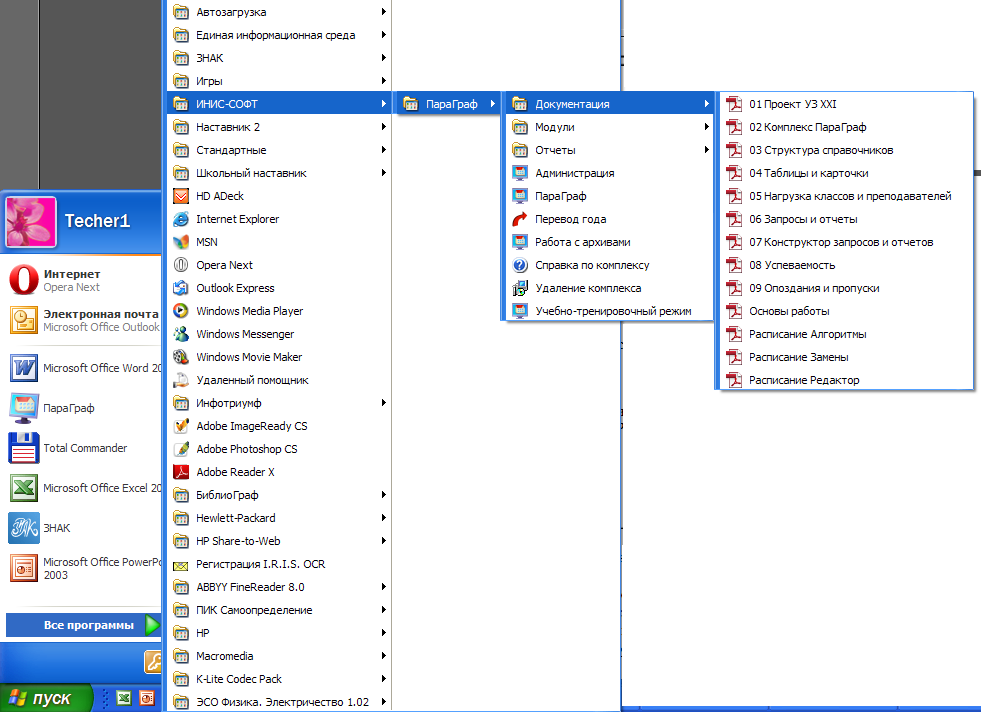 Techer1
Интернет
Opera Next
Электронная почта
Microsoft Office Outlook
Microsoft Office Word 20
ПараГраф
Total Commander
Microsoft Office Excel 20
ЗНАК
Microsoft Office PowerPo
2003
Все программы
пуск
Автозагрузка
Единая информационная среда
ЗНАК
Игры
ИНИС-СОФТ
Наставник 2
Стандартные
Школьный наставник
HD ADeck
Internet Explorer
MSN
Opera Next
Outlook Express
Windows Media Player
Windows Messenger
Windows Movie Maker
Удаленный помощник
Инфотриумф
Adobe ImageReady CS
Adobe Photoshop CS
Adobe Reader X
БиблиоГраф
Hewlett-Packard
HP Share-to-Web
Регистрация I.R.I.S. OCR
ABBYY FineReader 8.0
ПИК Самоопределение
HP
Macromedia
K-Lite Codec Pack
ЭСО Физика. Электричество 1.02
ПараГраф
Документация
Модули
Отчеты
Администрация
ПараГраф
Перевод года
Работа с архивами
Справка по комплексу
Удаление комплекса
Учебно-тренировочный режим
01 Проект УЗ XXI
02 Комплекс ПараГраф
03 Структура справочников
04 Таблицы и карточки
05 Нагрузка классов и преподавателей
06 Запросы и отчеты
07 Конструктор запросов и отчетов
08 Успеваемость
09 Опоздания и пропуски
Основы работы
Расписание Алгоритмы
Расписание Замены
Расписание Редактор